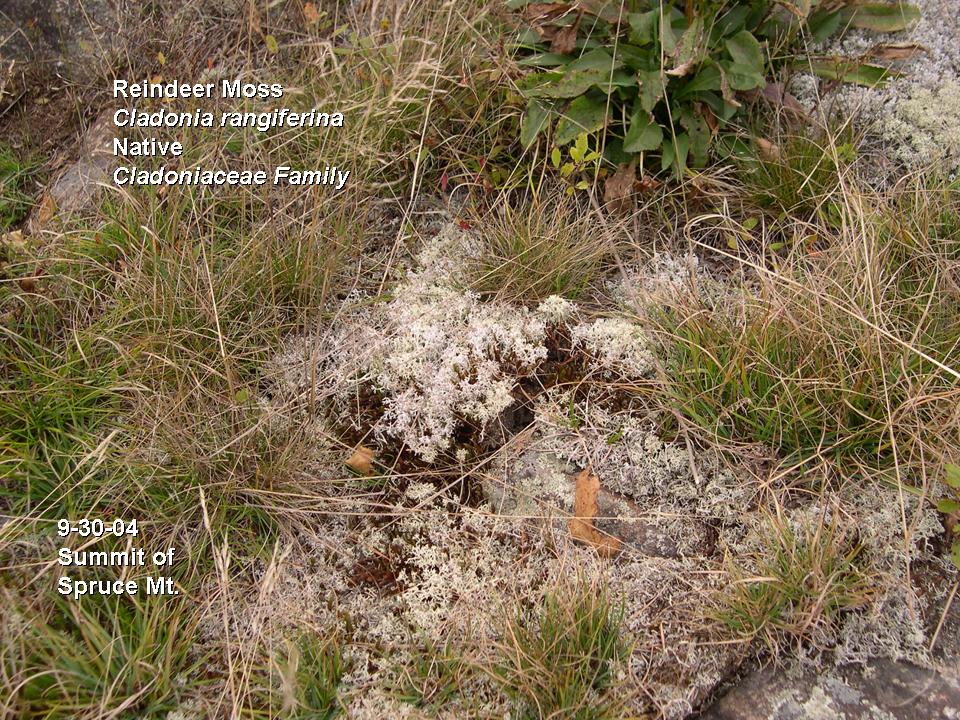 Reindeer Moss
Cladonia rangiferina
Native
Cladoniaceae Family
9-30-04
Summit of
Spruce Mt.